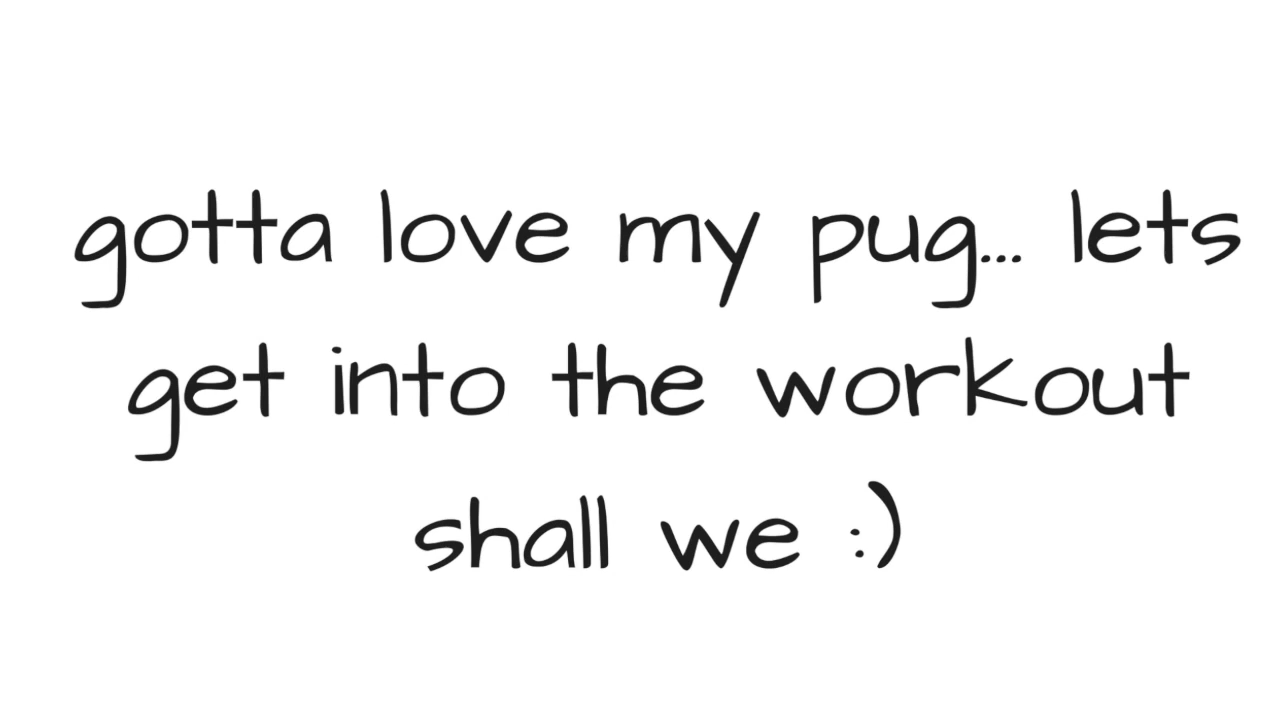 gotta love my pug... lets
get into the workout
shall we :)